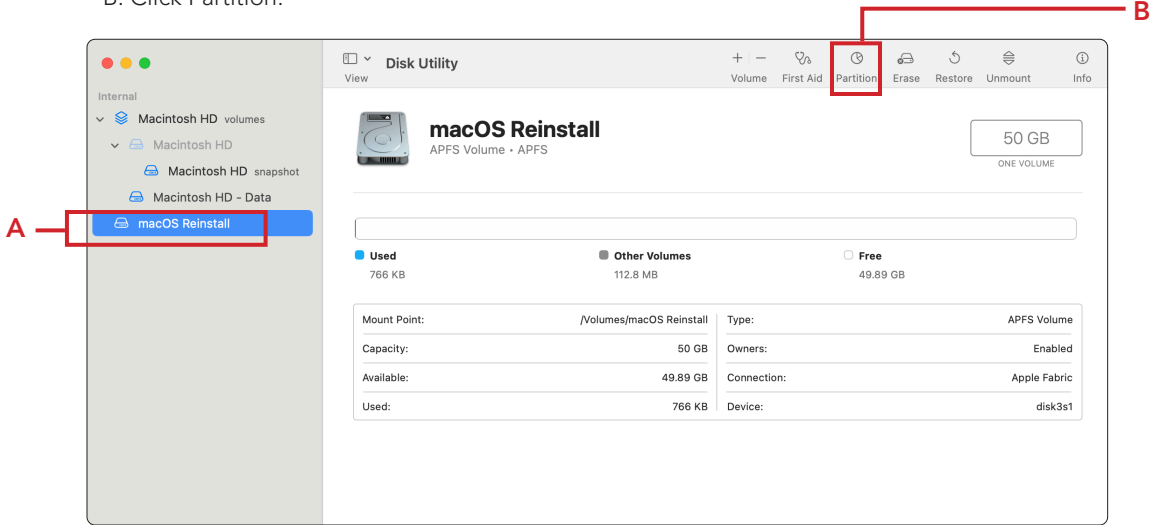 B. Click Partition.
B
Disk Utility
View
Volume First Aid Partition Erase Restore Unmount Info
Internal
Macintosh HD volumes
Macintosh HD
Macintosh HD snapshot
Macintosh HD - Data
A
macOS Reinstall
macOS Reinstall
APFS Volume • APFS
50 GB
ONE VOLUME
Used
766 KB
Other Volumes
112.8 MB
Free
49.89 GB
Mount Point: /Volumes/macOS Reinstall Type: APFS Volume
Capacity: 50 GB Owners: Enabled
Available: 49.89 GB Connection: Apple Fabric
Used: 766 KB Device: disk3s1